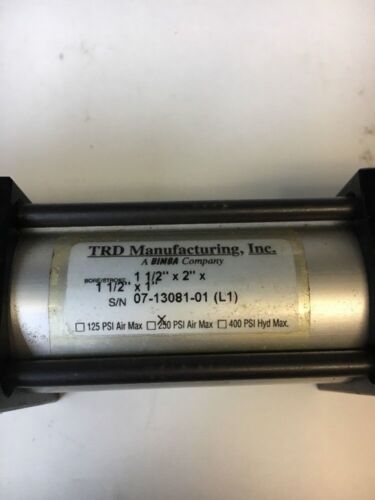 TRD Manufacturing, Inc.
A BIMBA Company
BORE/STROKE 1 1/2" x 2" x
1 1/2" x 1"
S/N 07-13081-01 (L1)
☐ 125 PSI Air Max ☒ 250 PSI Air Max ☐ 400 PSI Hyd Max.